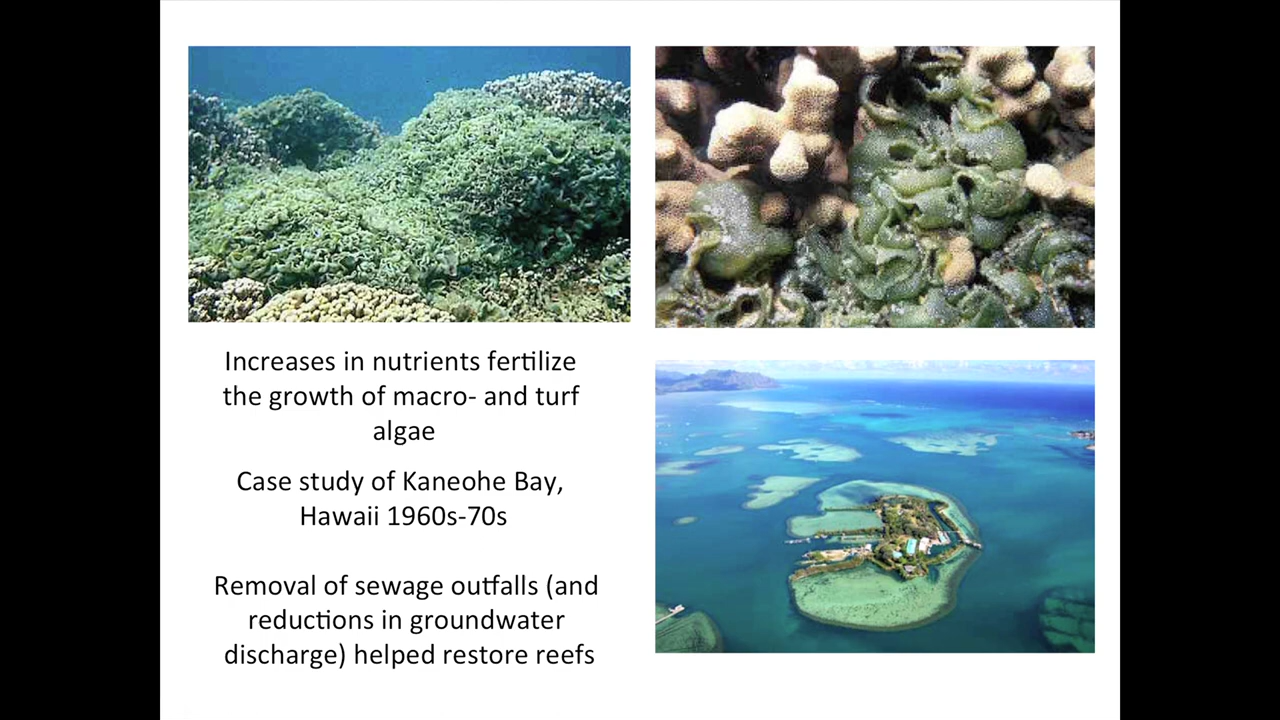 Increases in nutrients fertilize
the growth of macro- and turf
algae
Case study of Kaneohe Bay,
Hawaii 1960s-70s
Removal of sewage outfalls (and
reductions in groundwater
discharge) helped restore reefs